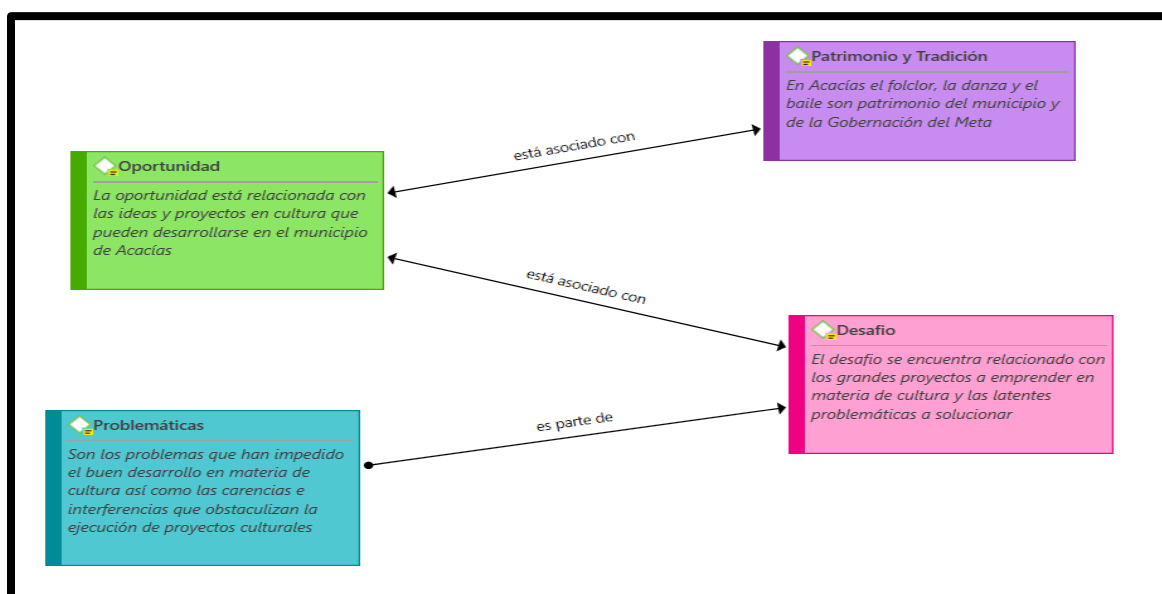 Patrimonio y Tradición
En Acacías el folclor, la danza y el
baile son patrimonio del municipio y
de la Gobernación del Meta
está asociado con
Oportunidad
La oportunidad está relacionada con
las ideas y proyectos en cultura que
pueden desarrollarse en el municipio
de Acacías
está asociado con
Desafio
El desafio se encuentra relacionado con
los grandes proyectos a emprender en
materia de cultura y las latentes
problemáticas a solucionar
es parte de
Problemáticas
Son los problemas que han impedido
el buen desarrollo en materia de
cultura así como las carencias e
interferencias que obstaculizan la
ejecución de proyectos culturales